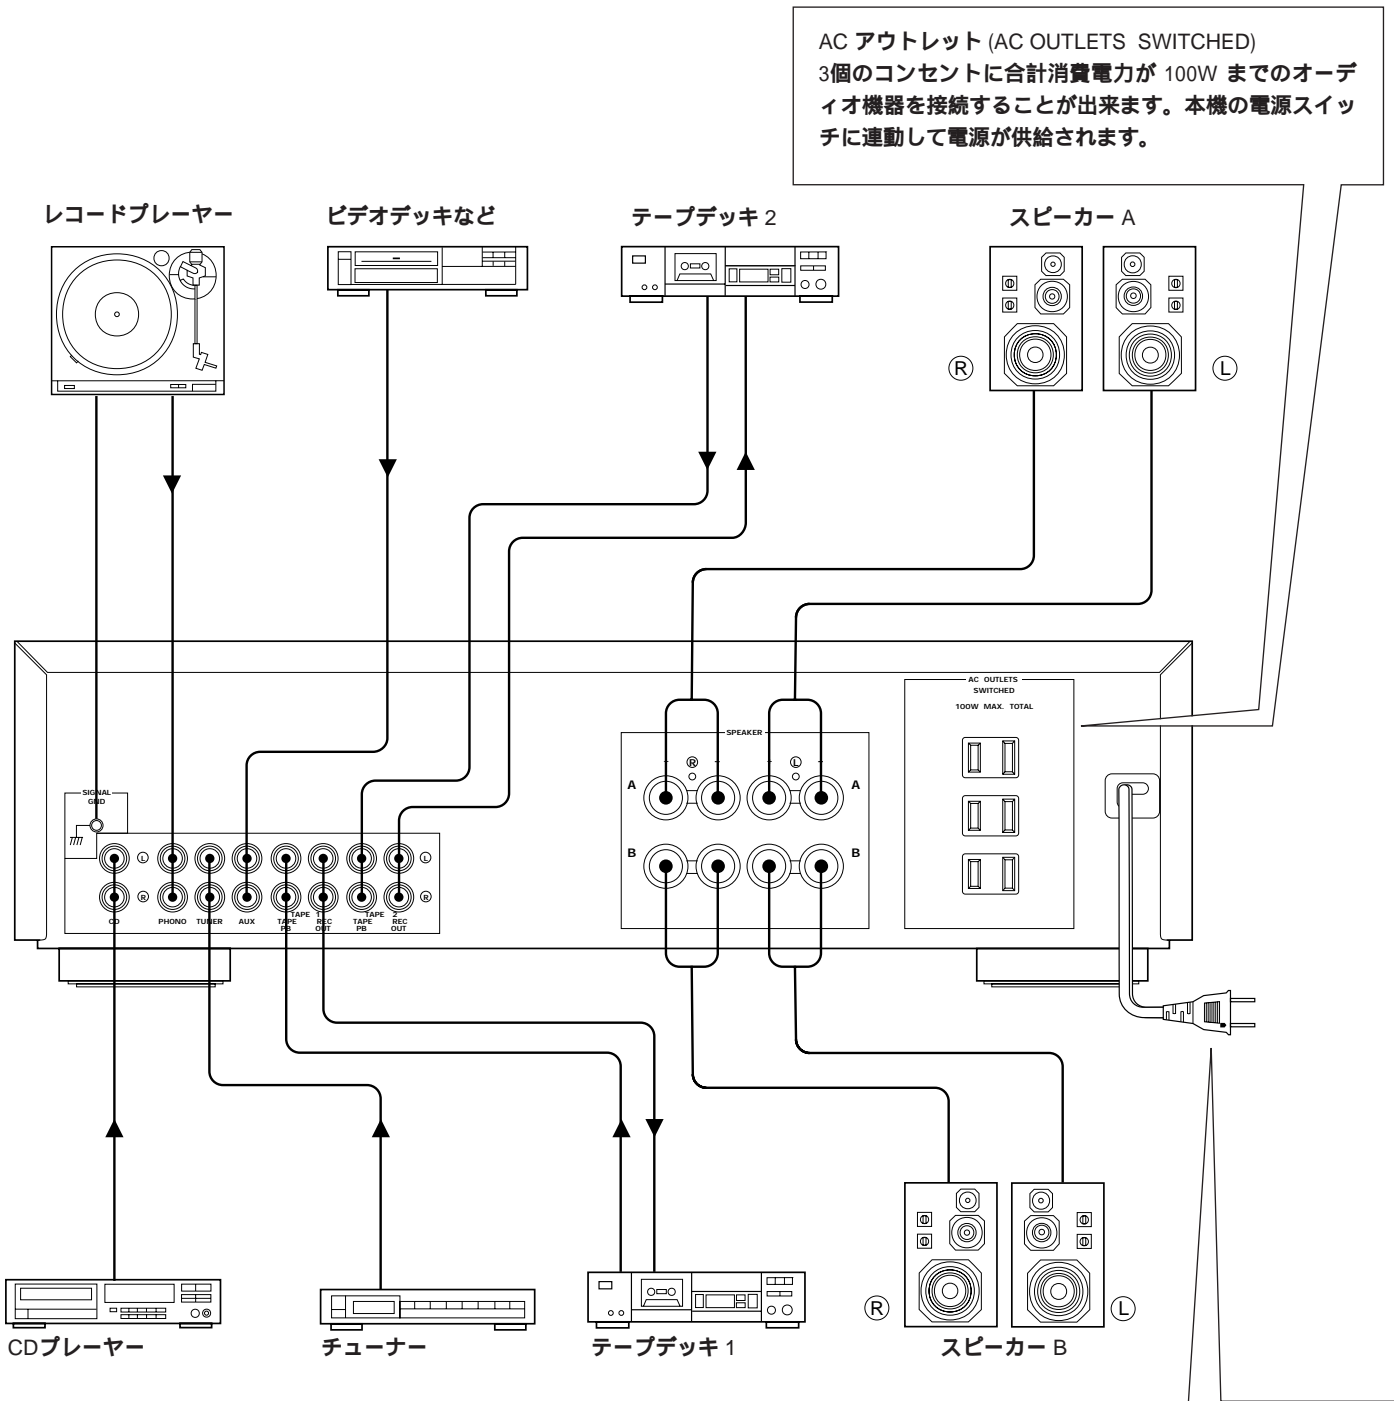 AC アウトレット (AC OUTLETS SWITCHED)
3個のコンセントに合計消費電力が 100W までのオーデ
ィオ機器を接続することが出来ます。本機の電源スイッ
チに連動して電源が供給されます。
レコードプレーヤー
ビデオデッキなど
テープデッキ 2
スピーカー A
R
L
AC OUTLETS
SWITCHED
100W MAX. TOTAL
SPEAKER
- R - - L -
A
A
B
B
SIGNAL
GND
L
L
R
R
CD
PHONO
TUNER
AUX
TAPE 1
TAPE
PB
REC
OUT
TAPE 2
TAPE
PB
REC
OUT
R
L
CDプレーヤー
チューナー
テープデッキ 1
スピーカー B